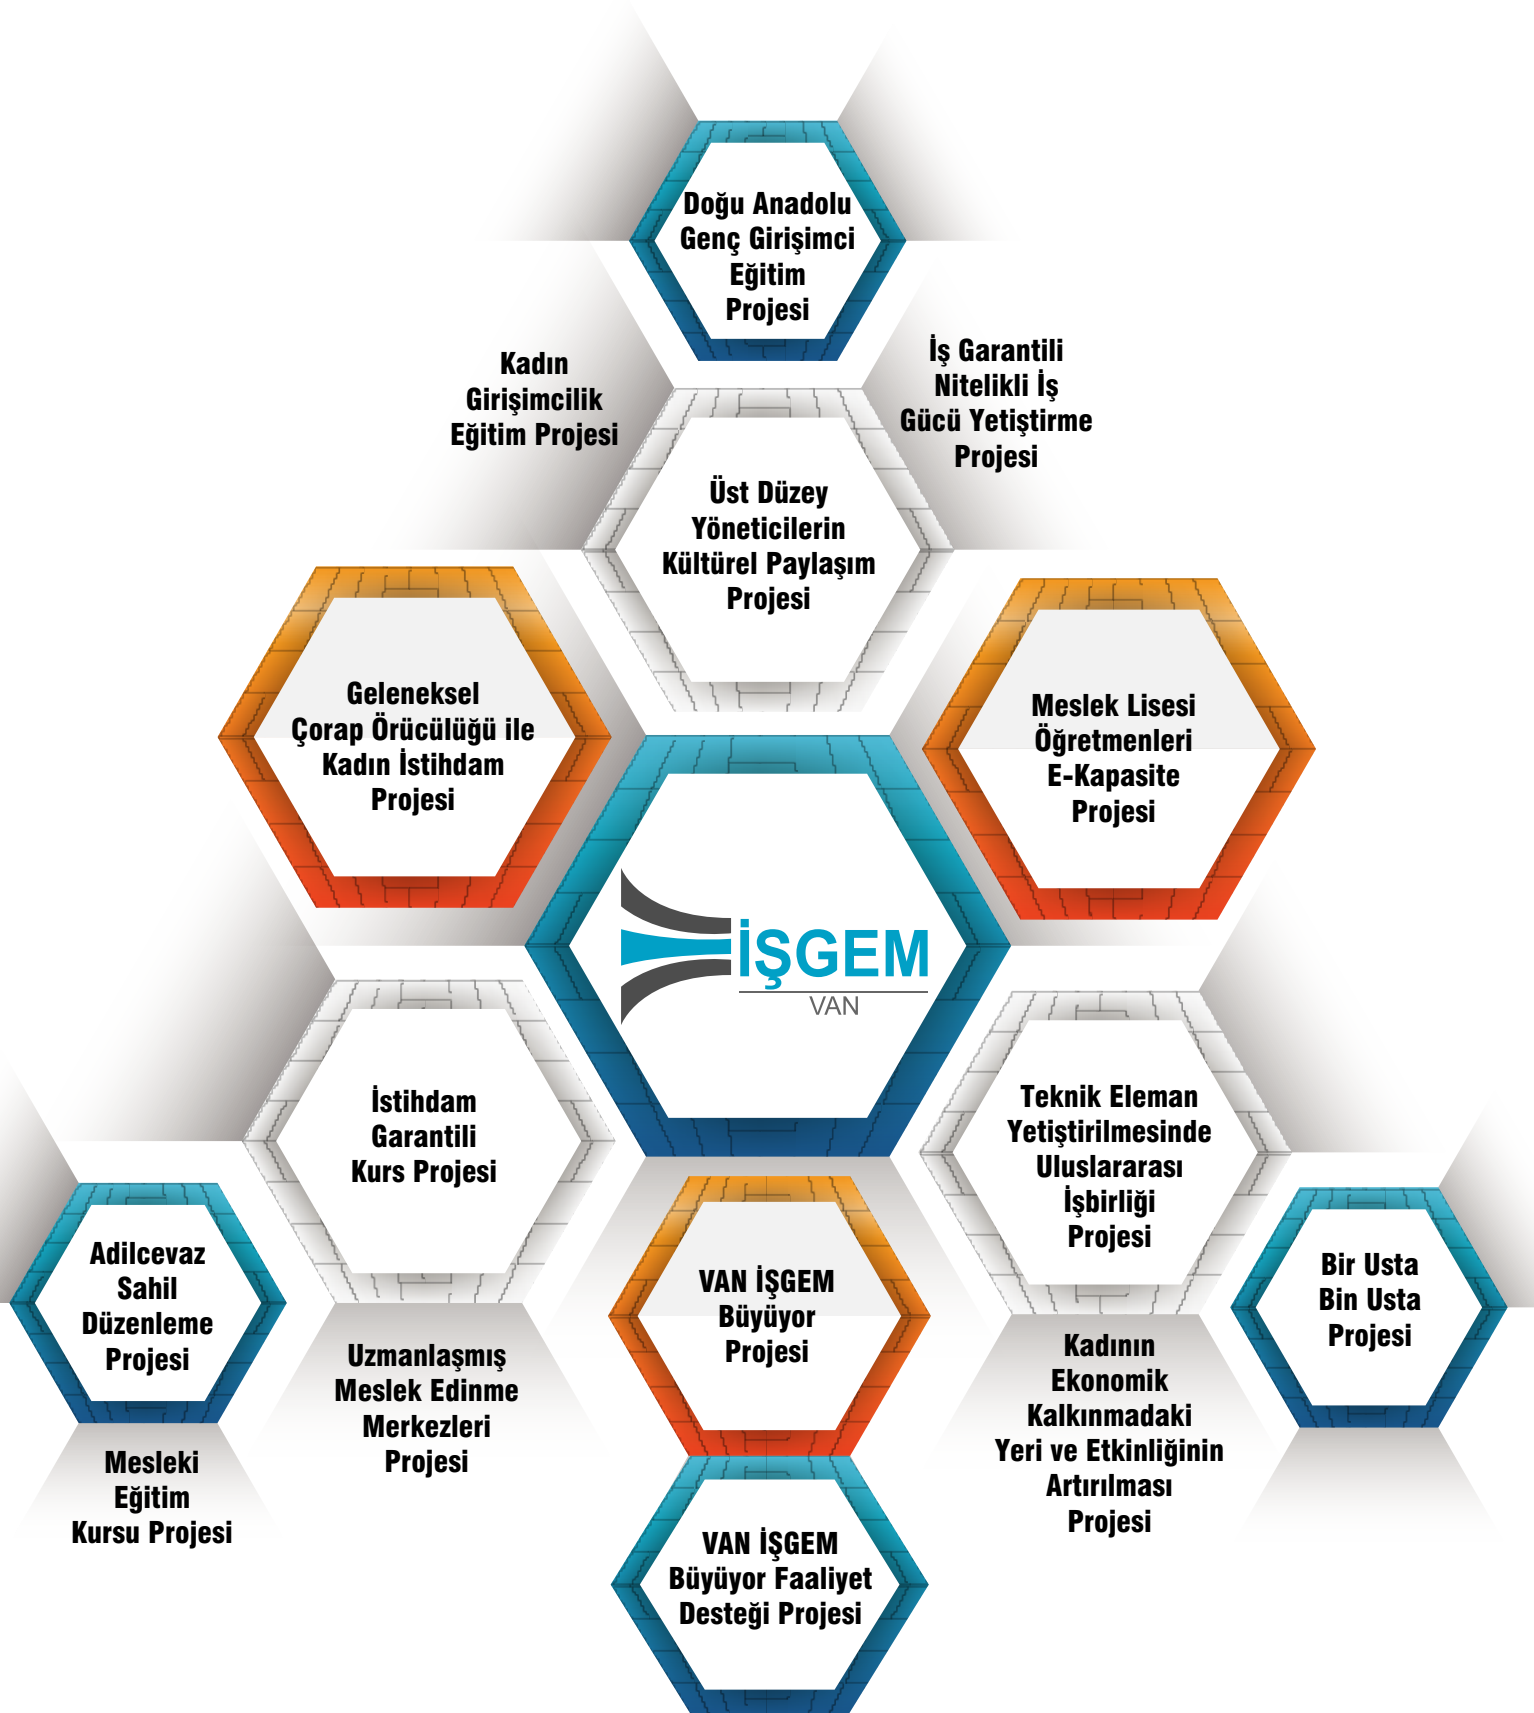 Doğu Anadolu
Genç Girişimci
Eğitim
Projesi
Kadın
Girişimcilik
Eğitim Projesi
İş Garantili
Nitelikli İş
Gücü Yetiştirme
Projesi
Üst Düzey
Yöneticilerin
Kültürel Paylaşım
Projesi
Geleneksel
Çorap Örücülüğü ile
Kadın İstihdam
Projesi
Meslek Lisesi
Öğretmenleri
E-Kapasite
Projesi
İŞGEM
VAN
İstihdam
Garantili
Kurs Projesi
Teknik Eleman
Yetiştirilmesinde
Uluslararası
İşbirliği
Projesi
Adilcevaz
Sahil
Düzenleme
Projesi
VAN İŞGEM
Büyüyor
Projesi
Bir Usta
Bin Usta
Projesi
Uzmanlaşmış
Meslek Edinme
Merkezleri
Projesi
Kadının
Ekonomik
Kalkınmadaki
Yeri ve Etkinliğinin
Artırılması
Projesi
Mesleki
Eğitim
Kursu Projesi
VAN İŞGEM
Büyüyor Faaliyet
Desteği Projesi